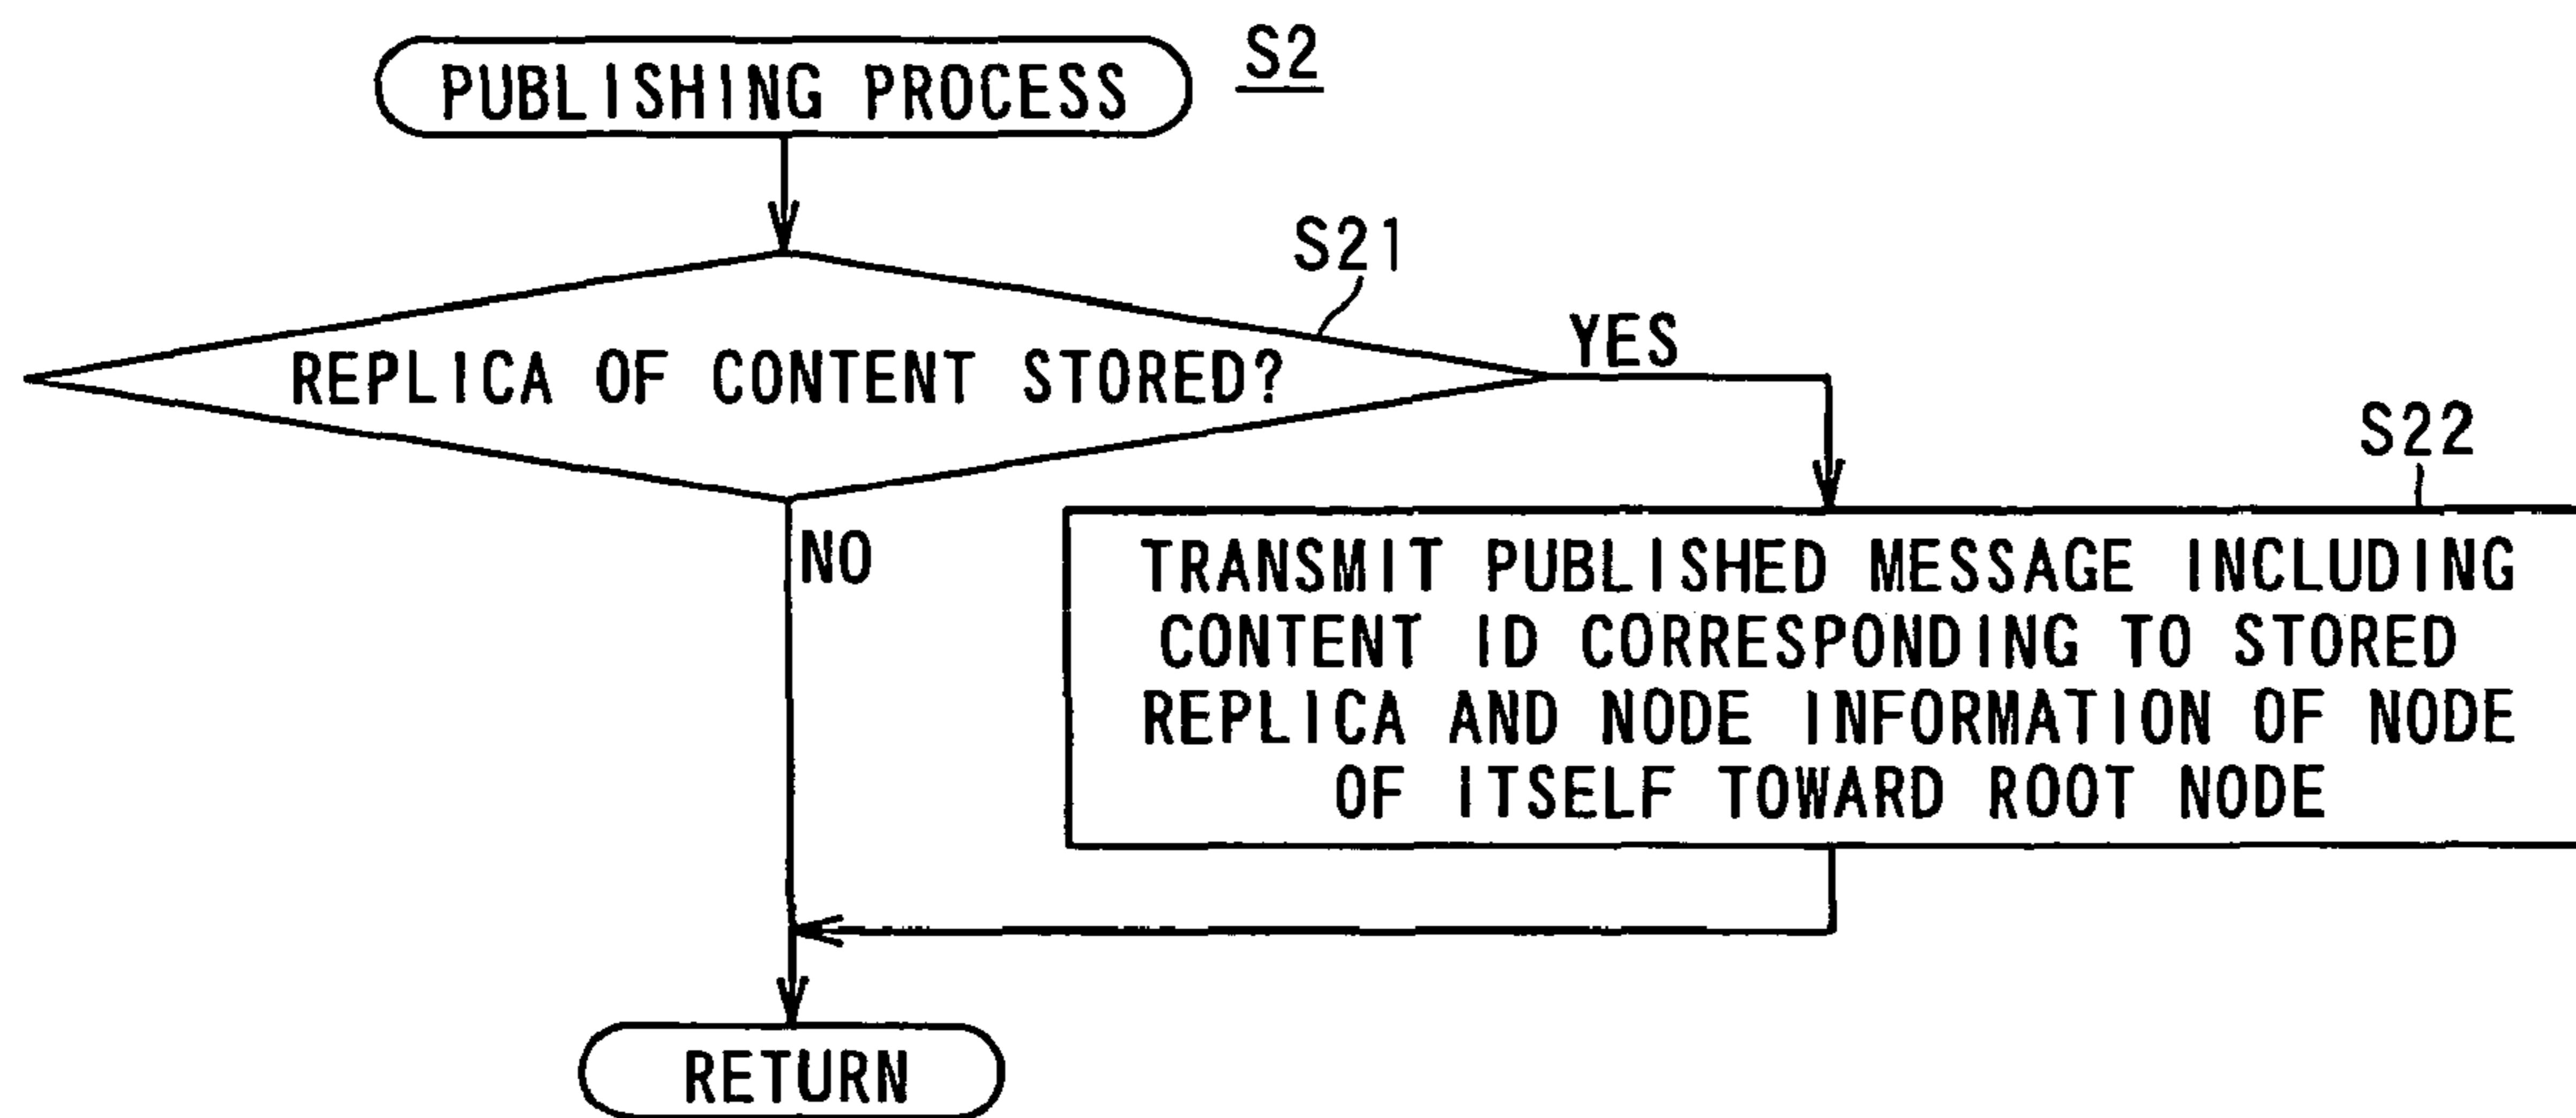 PUBLISHING PROCESS
S2
S21
REPLICA OF CONTENT STORED?
YES
S22
NO
TRANSMIT PUBLISHED MESSAGE INCLUDING
CONTENT ID CORRESPONDING TO STORED
REPLICA AND NODE INFORMATION OF NODE
OF ITSELF TOWARD ROOT NODE
RETURN